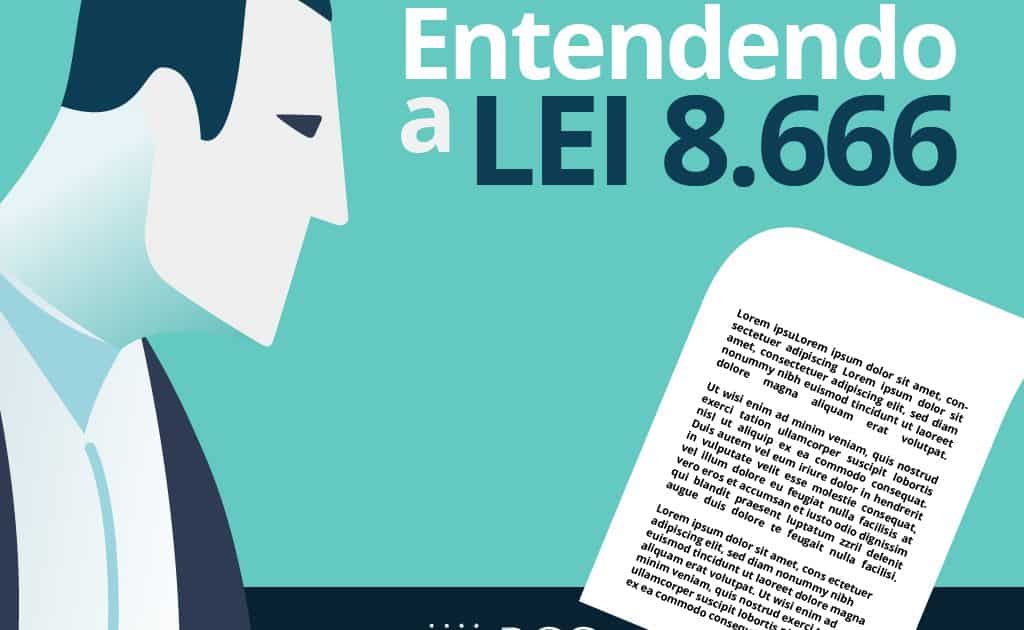 Entendendo
a LEI 8.666
Lorem ipsuLorem ipsum dolor sit amet, con-
sectetuer adipiscing Lorem ipsum dolor sit
amet, consectetuer adipiscing elit, sed diam
nonummy nibh euismod tincidunt ut laoreet
dolore magna aliquam erat volutpat.
Ut wisi enim ad minim veniam, quis nostrud
exerci tation ullamcorper suscipit lobortis
nisl ut aliquip ex ea commodo consequat.
Duis autem vel eum iriure dolor in hendrerit
in vulputate velit esse molestie consequat,
vel illum dolore eu feugiat nulla facilisis at
vero eros et accumsan et iusto odio dignissim
qui blandit praesent luptatum zzril delenit
augue duis dolore te feugait nulla facilisi.
Lorem ipsum dolor sit amet, cons ectetuer
adipiscing elit, sed diam nonummy nibh
euismod tincidunt ut laoreet dolore magna
aliquam erat volutpat. Ut wisi enim ad
minim veniam, quis nostrud exerci
ullamcorper suscipit lobortis
ex ea commodo